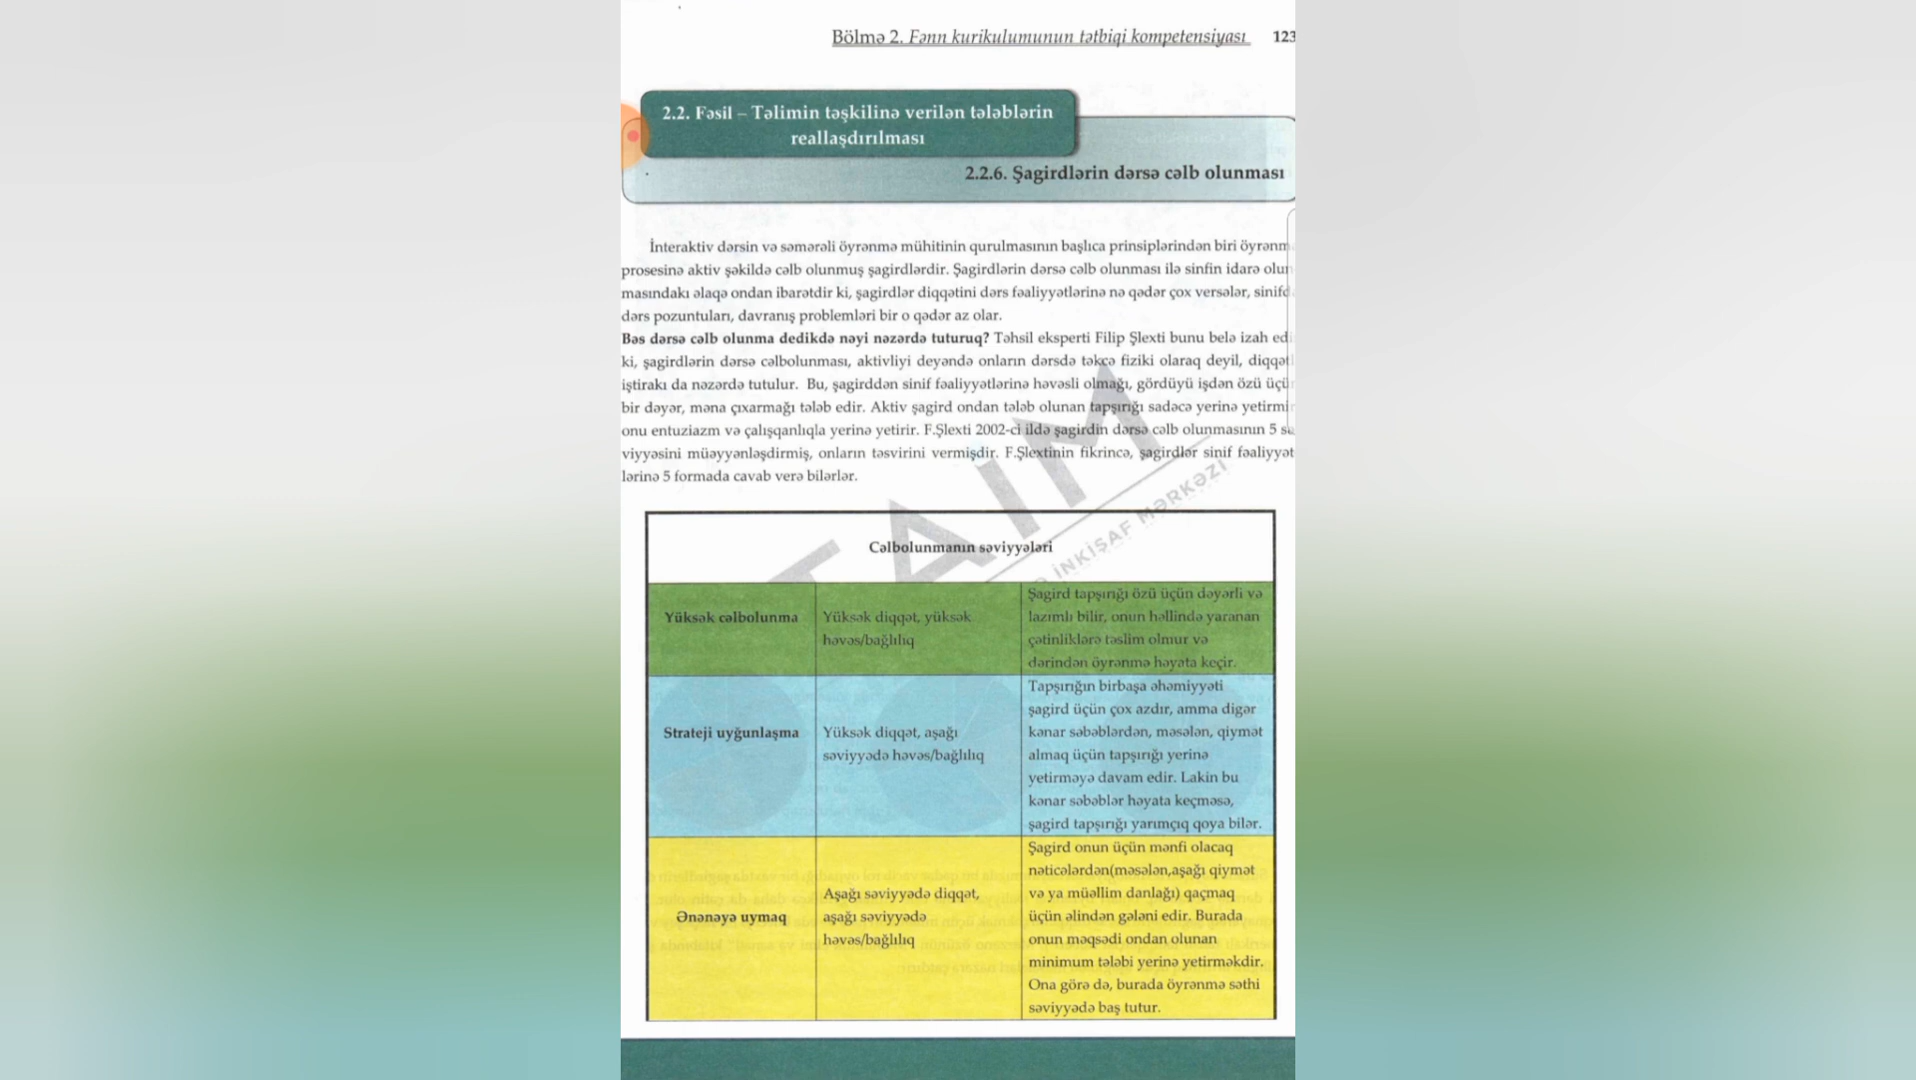 Bölmə 2. Fənn kurikulumunun tətbiqi kompetensiyası 123
2.2. Fəsil – Təlimin təşkilinə verilən tələblərin
reallaşdırılması
2.2.6. Şagirdlərin dərsə cəlb olunması
İnteraktiv dərsin və səmərəli öyrənmə mühitinin qurulmasının başlıca prinsiplərindən biri öyrənm
prosesinə aktiv şəkildə cəlb olunmuş şagirdlərdir. Şagirdlərin dərsə cəlb olunması ilə sinfin idarə olun
masındakı əlaqə ondan ibarətdir ki, şagirdlər diqqətini dərs fəaliyyətlərinə nə qədər çox versələr, sinifd
dərs pozuntuları, davranış problemləri bir o qədər az olar.
Bəs dərsə cəlb olunma dedikdə nəyi nəzərdə tuturuq? Təhsil eksperti Filip Şlexti bunu belə izah edi
ki, şagirdlərin dərsə cəlbolunması, aktivliyi deyəndə onların dərsdə təkcə fiziki olaraq deyil, diqqət
iştirakı da nəzərdə tutulur. Bu, şagirddən sinif fəaliyyətlərinə həvəsli olmağı, gördüyü işdən özü üçü
bir dəyər, məna çıxarmağı tələb edir. Aktiv şagird ondan tələb olunan tapşırığı sadəcə yerinə yetirmir
onu entuziazm və çalışqanlıqla yerinə yetirir. F.Şlexti 2002-ci ildə şagirdin dərsə cəlb olunmasının 5 sə
viyyəsini müəyyənləşdirmiş, onların təsvirini vermişdir. F.Şlextinin fikrincə, şagirdlər sinif fəaliyyət
lərinə 5 formada cavab verə bilərlər.
TAIM
İNKİŞAF MƏRKƏZİ
Cəlbolunmanın səviyyələri
Yüksək cəlbolunma
Yüksək diqqət, yüksək
həvəs/bağlılıq
Şagird tapşırığı özü üçün dəyərli və
lazımlı bilir, onun həllində yaranan
çətinliklərə təslim olmur və
dərindən öyrənmə həyata keçir.
Strateji uyğunlaşma
Yüksək diqqət, aşağı
səviyyədə həvəs/bağlılıq
Tapşırığın birbaşa əhəmiyyəti
şagird üçün çox azdır, amma digər
kənar səbəblərdən, məsələn, qiymət
almaq üçün tapşırığı yerinə
yetirməyə davam edir. Lakin bu
kənar səbəblər həyata keçməsə,
şagird tapşırığı yarımçıq qoya bilər.
Ənənəyə uymaq
Aşağı səviyyədə diqqət,
aşağı səviyyədə
həvəs/bağlılıq
Şagird onun üçün mənfi olacaq
nəticələrdən(məsələn,aşağı qiymət
və ya müəllim danlağı) qaçmaq
üçün əlindən gələni edir. Burada
onun məqsədi ondan olunan
minimum tələbi yerinə yetirməkdir.
Ona görə də, burada öyrənmə səthi
səviyyədə baş tutur.